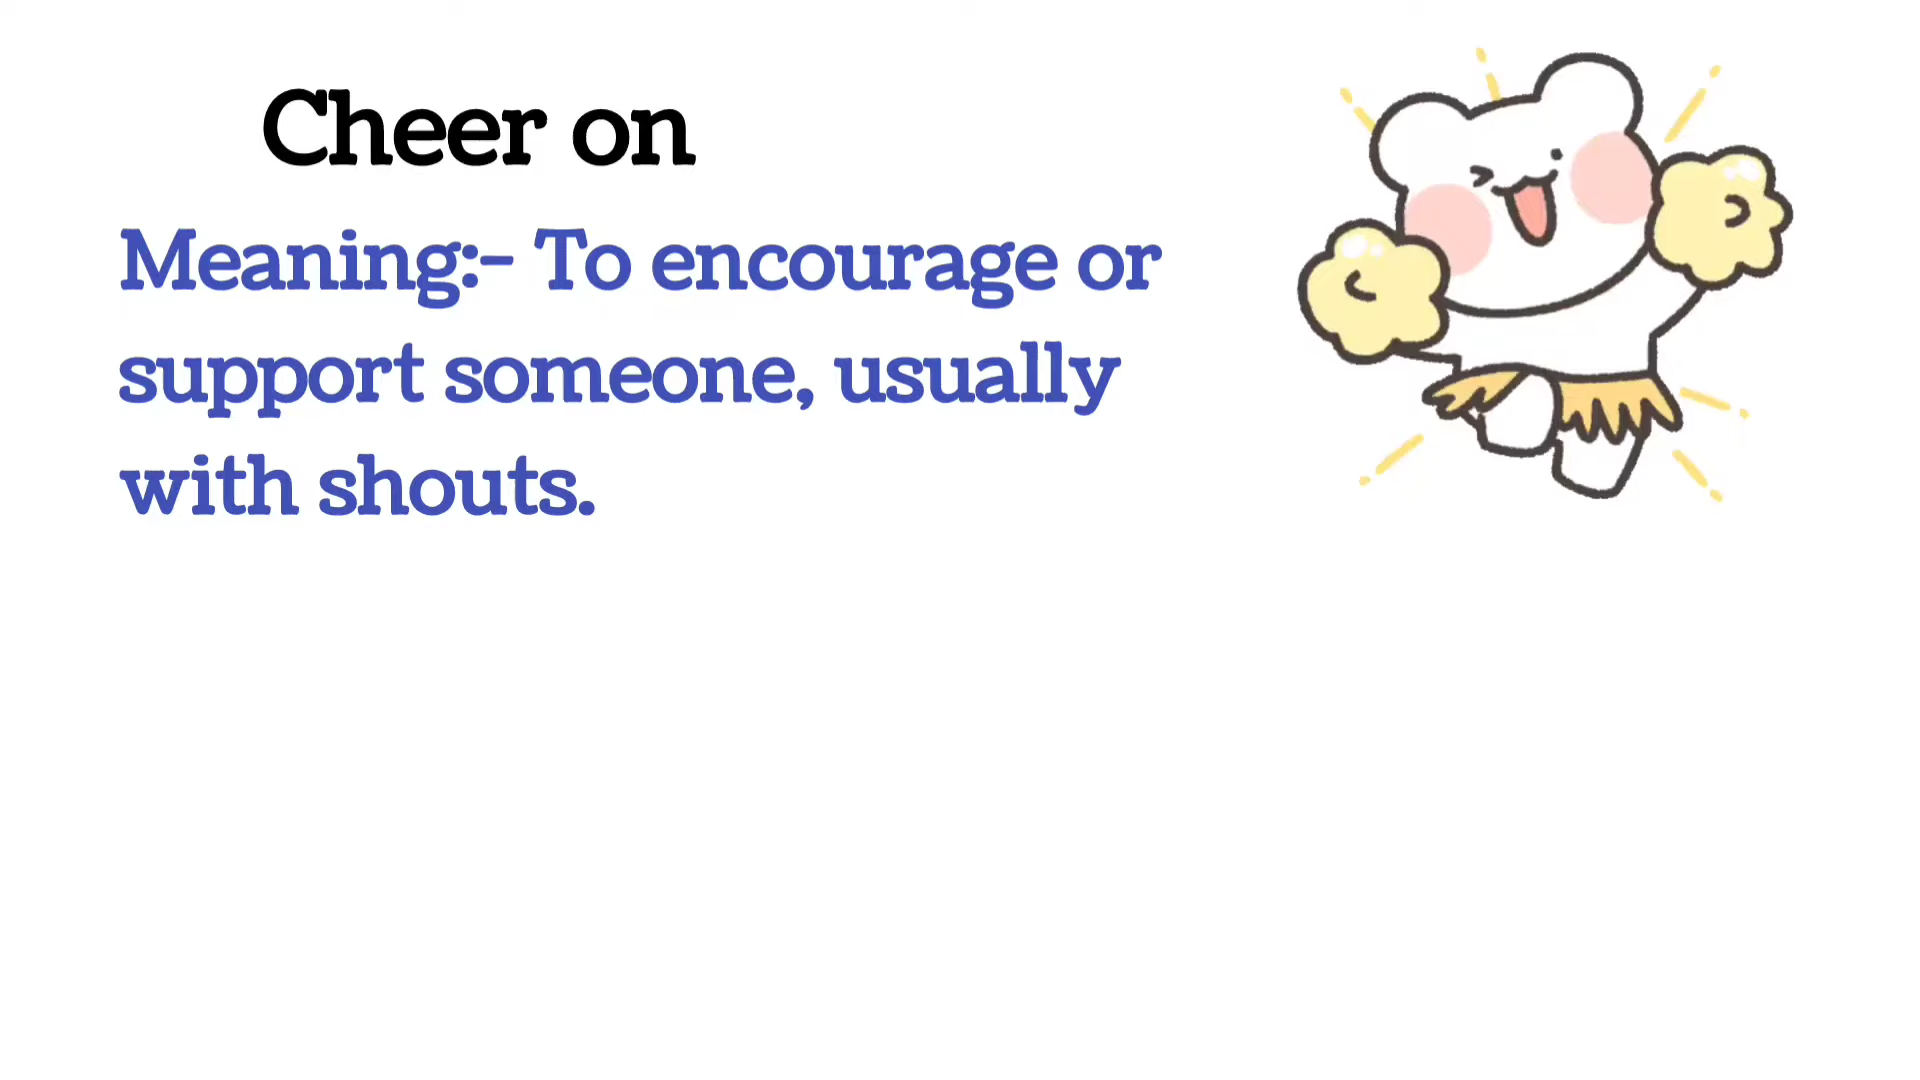 Cheer on
Meaning:- To encourage or
support someone, usually
with shouts.